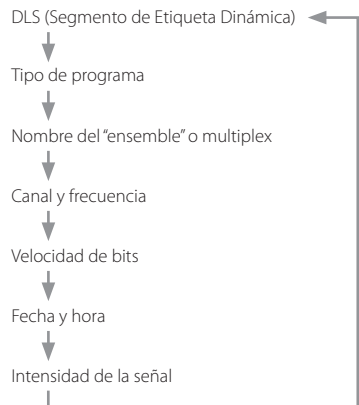 DLS (Segmento de Etiqueta Dinámica)
Tipo de programa
Nombre del “ensemble” o multiplex
Canal y frecuencia
Velocidad de bits
Fecha y hora
Intensidad de la señal